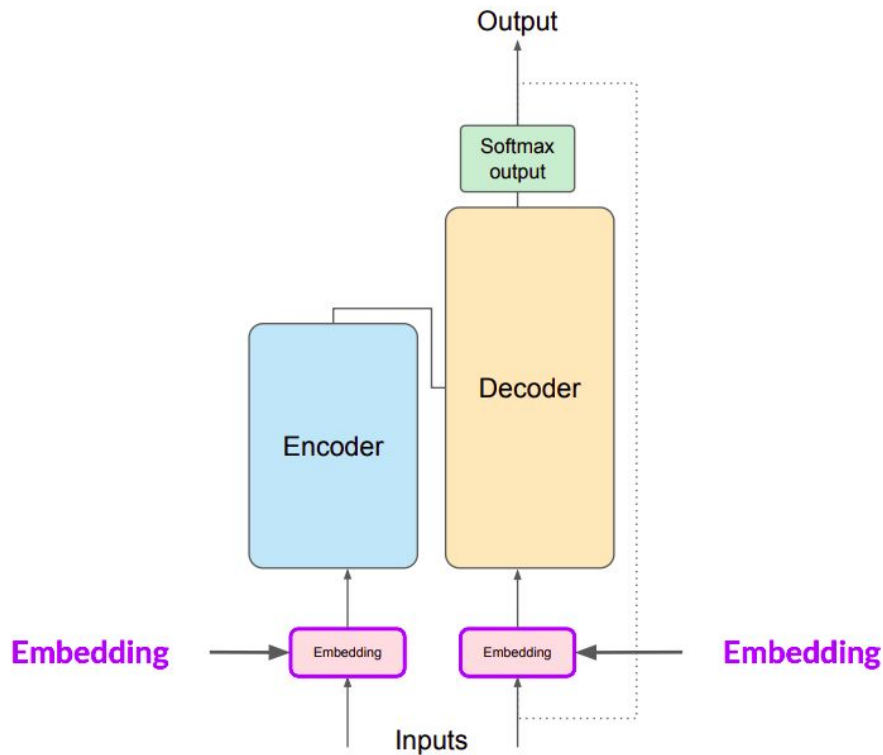 Output
Softmax
output
Decoder
Encoder
Embedding
Embedding
Embedding
Embedding
Inputs